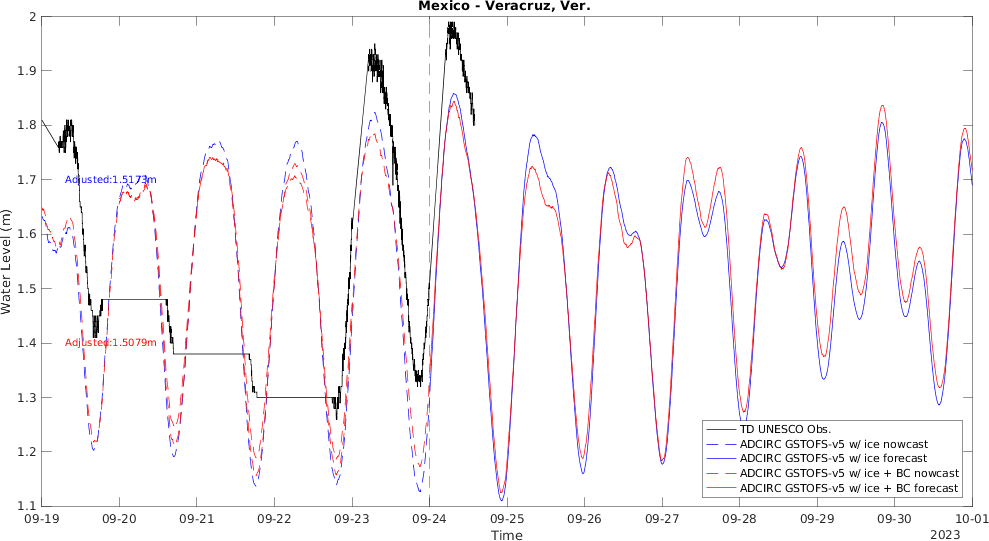 Mexico - Veracruz, Ver.
2
1.9
1.8
1.7
1.6
1.5
1.4
1.3
1.2
1.1
Water Level (m)
Adjusted:1.5173m
Adjusted:1.5079m
TD UNESCO Obs.
ADCIRC GSTOFS-v5 w/ ice nowcast
ADCIRC GSTOFS-v5 w/ ice forecast
ADCIRC GSTOFS-v5 w/ ice + BC nowcast
ADCIRC GSTOFS-v5 w/ ice + BC forecast
09-19 09-20 09-21 09-22 09-23 09-24 09-25 09-26 09-27 09-28 09-29 09-30 10-01
Time
2023